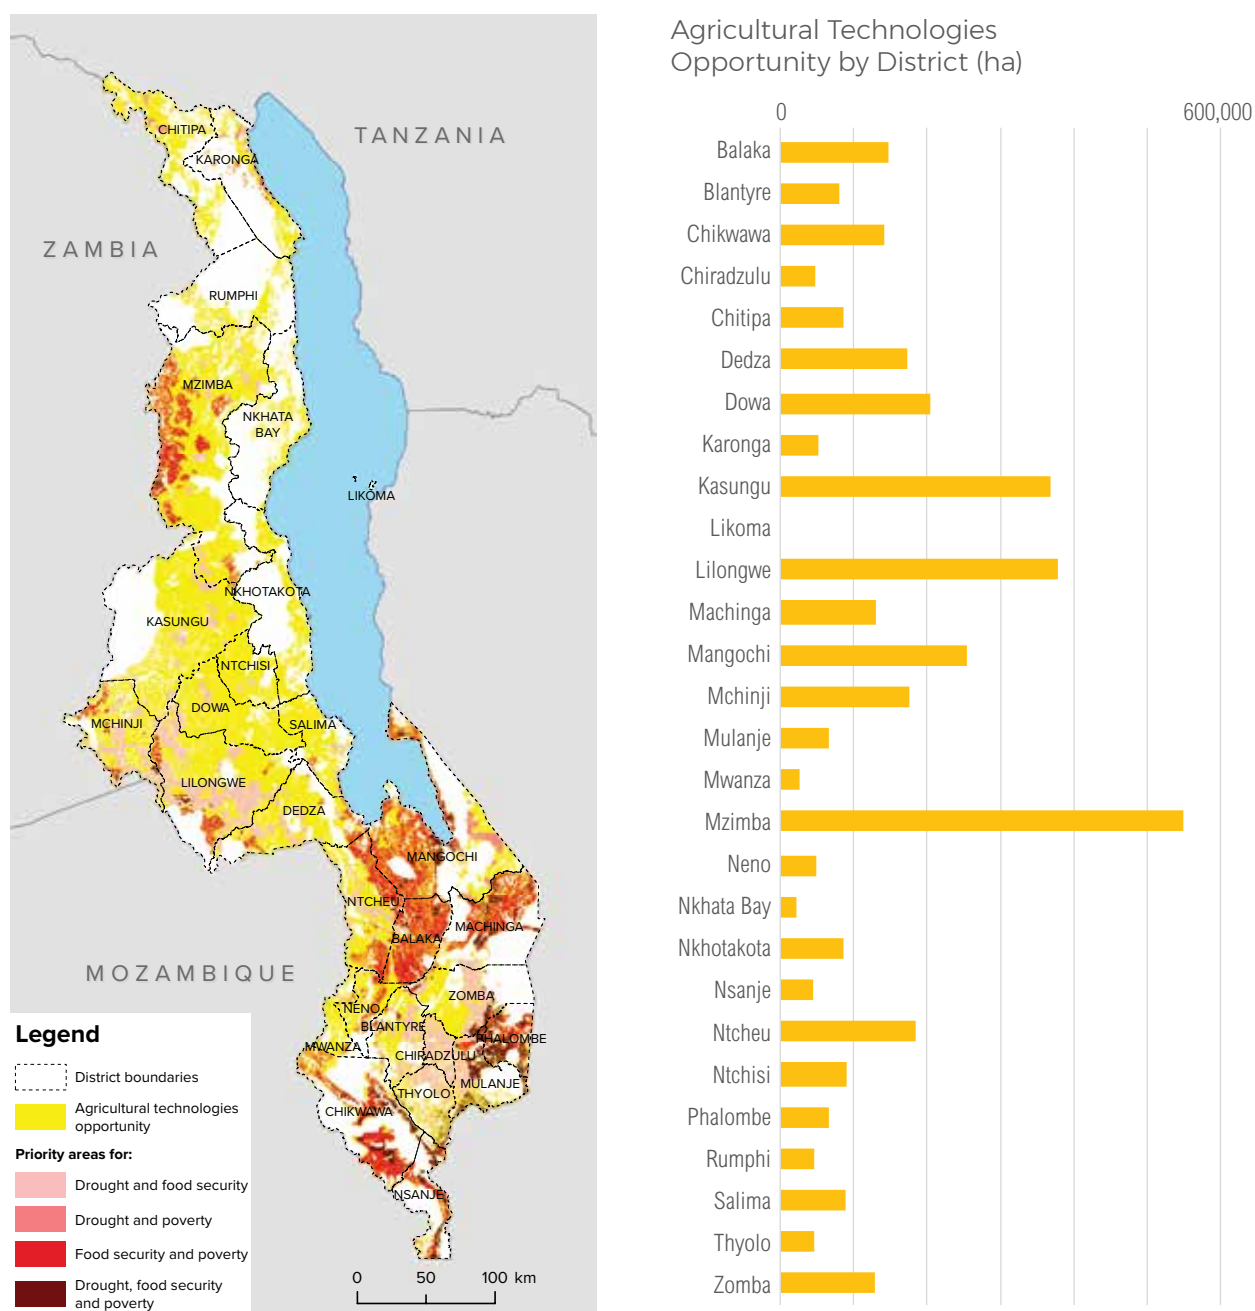 TANZANIA
ZAMBIA
MOZAMBIQUE
CHITIPA
KARONGA
RUMPHI
MZIMBA
NKHATA
BAY
LIKOMA
NKHOTAKOTA
KASUNGU
NTCHISI
DOWA
MCHINJI
SALIMA
LILONGWE
DEDZA
MANGOCHI
NTCHEU
MACHINGA
BALAKA
ZOMBA
NENO
BLANTYRE
PHALOMBE
MWANZA
CHIRADZULU
MULANJE
THYOLO
CHIKWAWA
NSANJE
Legend
District boundaries
Agricultural technologies
opportunity
Priority areas for:
Drought and food security
Drought and poverty
Food security and poverty
Drought, food security
and poverty
0 50 100 km
Agricultural Technologies
Opportunity by District (ha)
0 600,000
Balaka
Blantyre
Chikwawa
Chiradzulu
Chitipa
Dedza
Dowa
Karonga
Kasungu
Likoma
Lilongwe
Machinga
Mangochi
Mchinji
Mulanje
Mwanza
Mzimba
Neno
Nkhata Bay
Nkhotakota
Nsanje
Ntcheu
Ntchisi
Phalombe
Rumphi
Salima
Thyolo
Zomba